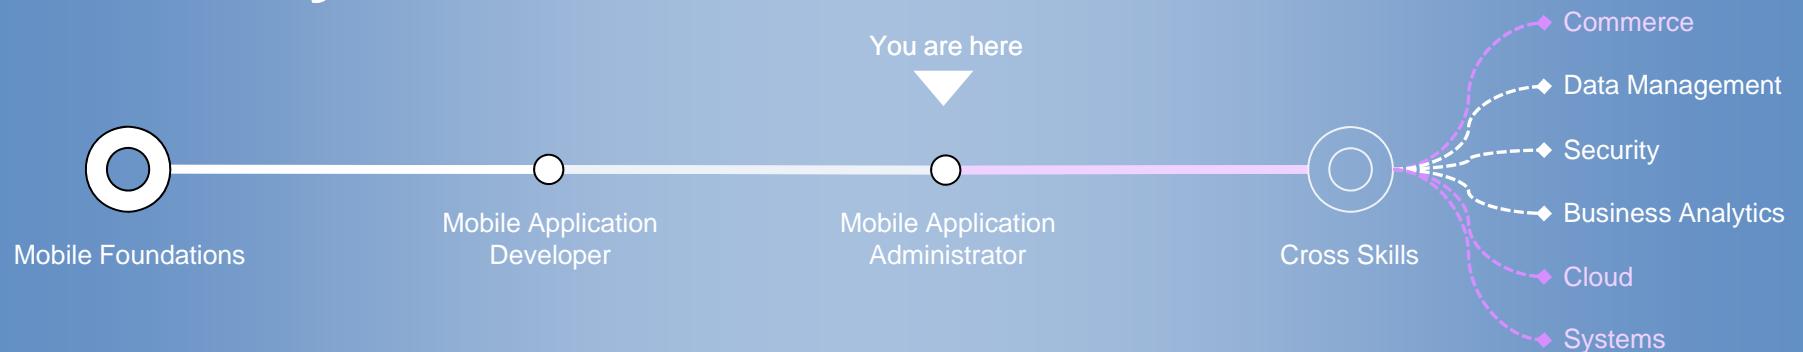 You are here
Mobile Foundations
Mobile Application
Developer
Mobile Application
Administrator
Cross Skills
Commerce
Data Management
Security
Business Analytics
Cloud
Systems